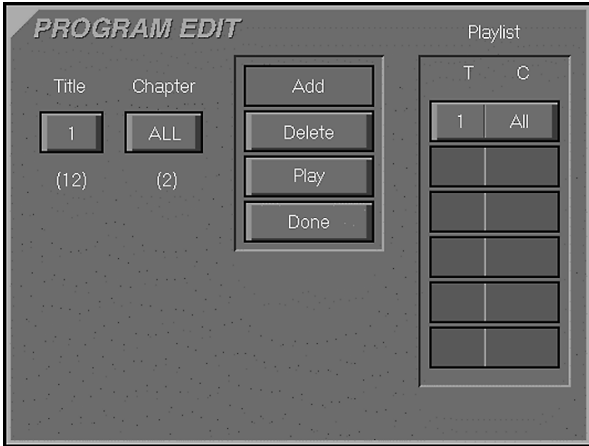 PROGRAM EDIT
Playlist
Title Chapter
1 ALL
(12) (2)
Add
Delete
Play
Done
T C
1 All